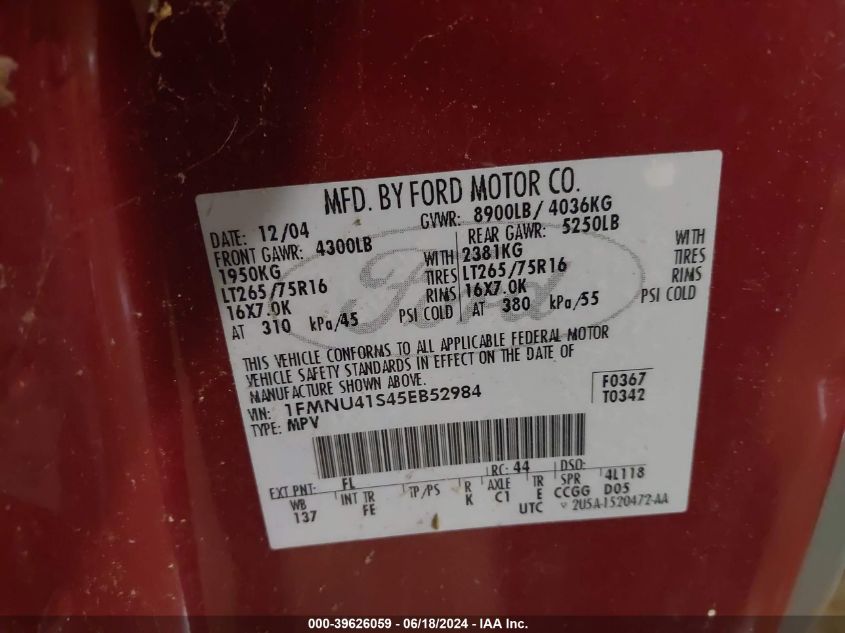 MFD. BY FORD MOTOR CO.
DATE: 12/04 GVWR: 8900LB/ 4036KG
FRONT GAWR: 4300LB REAR GAWR: 5250LB
1950KG WITH 2381KG WITH
LT265/75R16 TIRES LT265/75R16 TIRES
16X7.0K RIMS 16X7.0K RIMS
AT 310 kPa/45 PSI COLD AT 380 kPa/55 PSI COLD
Ford
THIS VEHICLE CONFORMS TO ALL APPLICABLE FEDERAL MOTOR
VEHICLE SAFETY STANDARDS IN EFFECT ON THE DATE OF
MANUFACTURE SHOWN ABOVE.
VIN: 1FMNU41S45EB52984 F0367
TYPE: MPV T0342
EXT PNT: FL RC: 44 DSO:
WB INT TR TP/PS R AXLE TR SPR 4L118
137 FE K C1 E CCGG D05
UTC ▿ 2U5A-1520472-AA
000-39626059 - 06/18/2024 - IAA Inc.